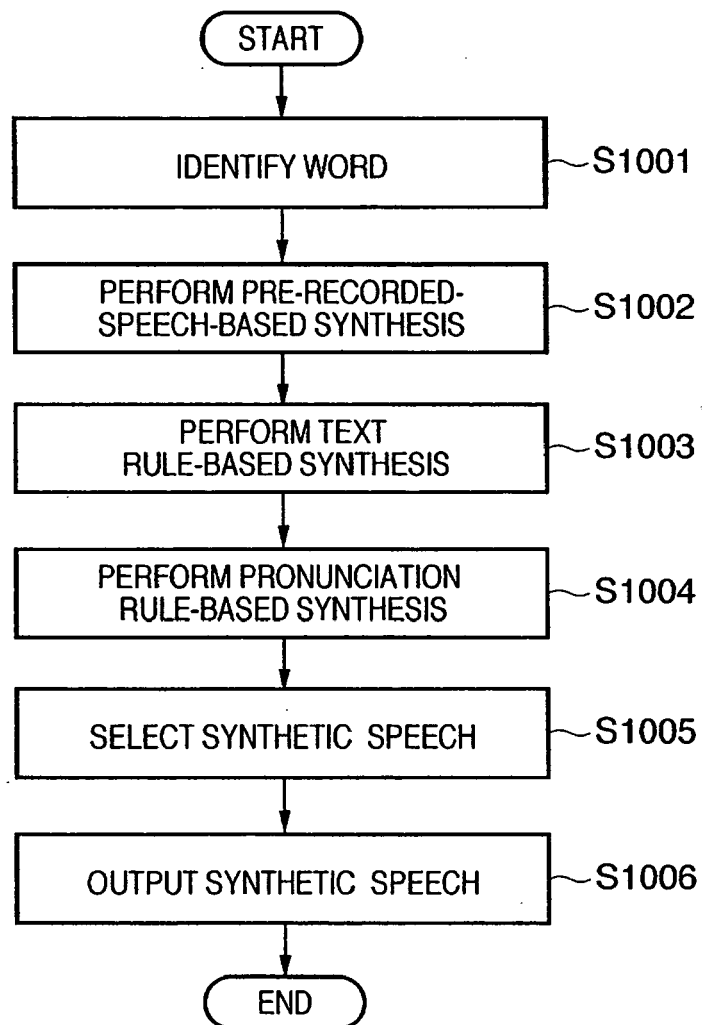 START
IDENTIFY WORD
S1001
PERFORM PRE-RECORDED-
SPEECH-BASED SYNTHESIS
S1002
PERFORM TEXT
RULE-BASED SYNTHESIS
S1003
PERFORM PRONUNCIATION
RULE-BASED SYNTHESIS
S1004
SELECT SYNTHETIC SPEECH
S1005
OUTPUT SYNTHETIC SPEECH
S1006
END